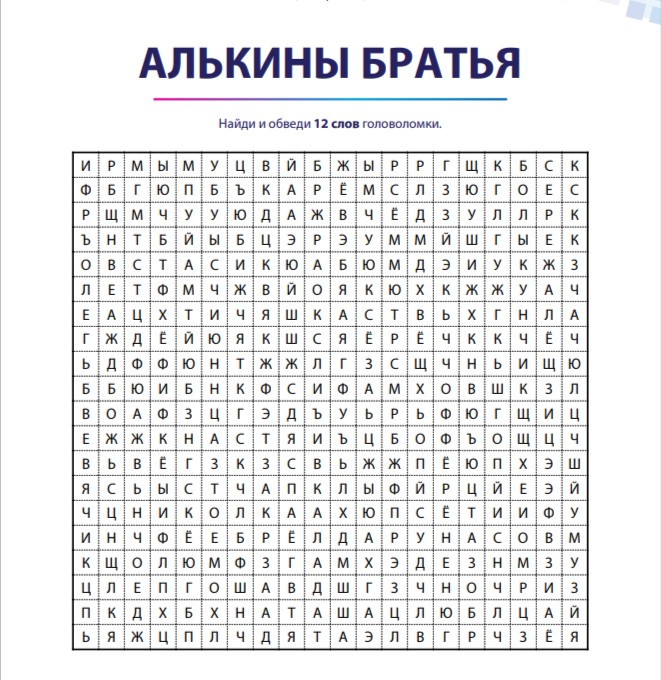 АЛЬКИНЫ БРАТЬЯ
Найди и обведи 12 слов головоломки.
И Р М Ы М У Ц В Й Б Ж Ы Р Р Г Щ К Б С К
Ф Б Г Ю П Б Ъ К А Р Ё М С Л З Ю Г О Е С
Р Щ М Ч У У Ю Д А Ж В Ч Ё Д З У Л Л Р К
Ъ Н Т Б Й Ы Б Ц Э Р Э У М М Й Ш Г Ы Е К
О В С Т А С И К Ю А Б Ю М Д Э И У К Ж З
Л Е Т Ф М Ч Ж В Й О Я К Ю Х К Ж Ж У А Ч
Е А Ц Х Т И Ч Я Ш К А С Т В Ь Х Г Н Л А
Г Ж Д Ё Й Ю Я К Ш С Я Ё Р Ё Ч К К Ч Ё Ч
Ь Д Ф Ф Ю Н Т Ж Ж Л Г З С Щ Ч Н Ь И Щ Ю
Б Б Ю И Б Н К Ф С И Ф А М Х О В Ш К З Л
В О А Ф З Ц Г Э Д Ъ У Ь Р Ь Ф Ю Г Щ И Ц
Е Ж Ж К Н А С Т Я И Ъ Ц Б О Ф Ъ О Щ Ц Ч
В Ь В Ё Г З К З С В Ь Ж Ж П Ё Ю П Х Э Ш
Я С Ь Ы С Т Ч А П К Л Ы Ф Й Р Ц Й Е Э Й
Ч Ц Н И К О Л К А А Х Ю П С Ё Т И И Ф У
И Н Ч Ф Ё Е Б Р Ё Л Д А Р У Н А С О В М
К Щ О Л Ю М Ф З Г А М Х Э Д Е З Н М З У
Ц Л Е П Г О Ш А В Д Ш Г З Ч Н О Ч Р И З
П К Д Х Б Х Н А Т А Ш А Ц Л Ю Б Л Ц А Й
Ь Я Ж Ц П Л Ч Д Я Т А Э Л В Г Р Ч З Ё Я